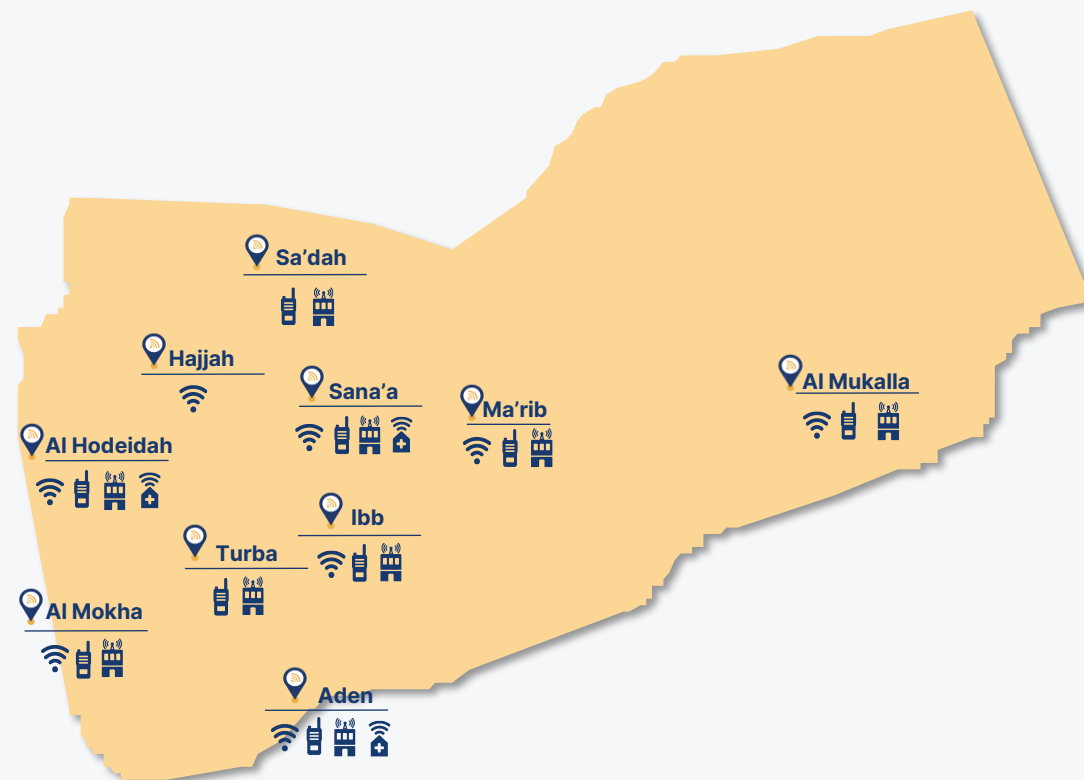 Sa’dah
Hajjah
Sana’a
Ma’rib
Al Mukalla
Al Hodeidah
Ibb
Turba
Al Mokha
Aden